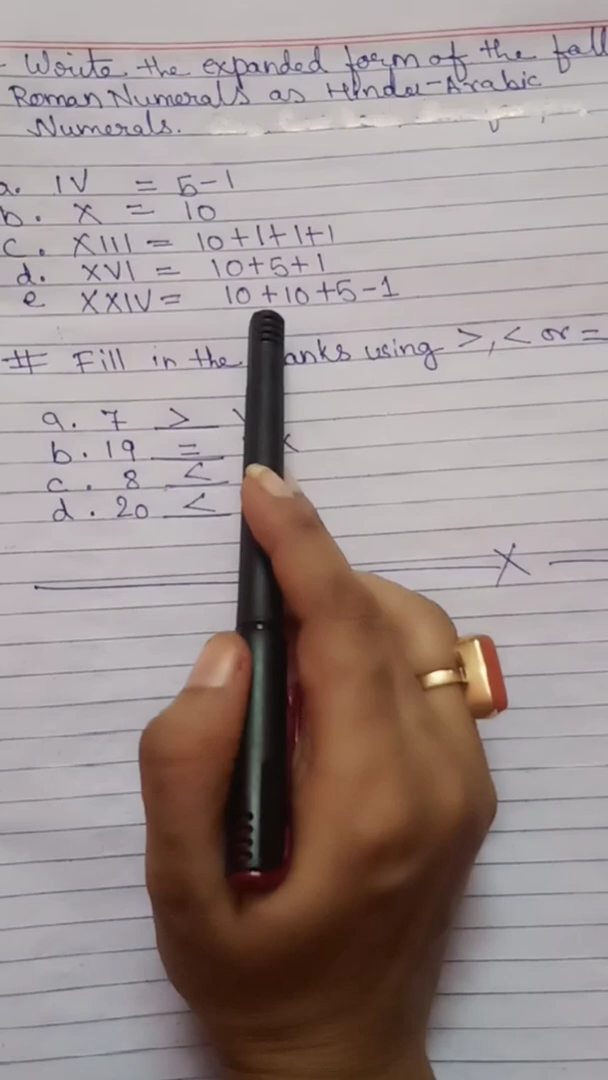 Write the expanded form of the foll
Roman Numerals as Hindu-Arabic
Numerals.
a. IV = 5-1
b. X = 10
c. XIII = 10+1+1+1
d. XVI = 10+5+1
e XXIV = 10+10+5-1
# Fill in the anks using >, < or =
a. 7 >
b. 19 =
c. 8 <
d. 20 <
X